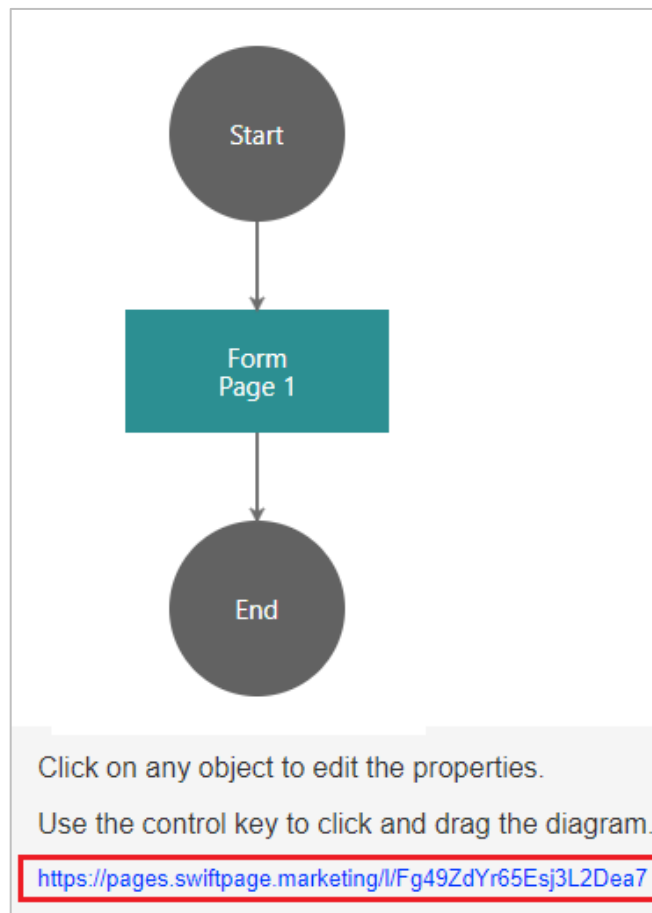 Start
Form
Page 1
End
Click on any object to edit the properties.
Use the control key to click and drag the diagram.
https://pages.swiftpage.marketing/l/Fg49ZdYr65Esj3L2Dea7